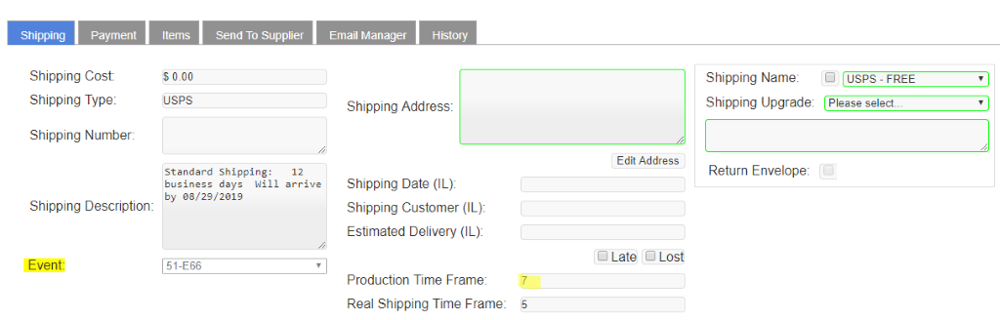 Shipping Payment Items Send To Supplier Email Manager History
Shipping Cost: $ 0.00
Shipping Type: USPS
Shipping Number:
Shipping Description: Standard Shipping: 12
business days Will arrive
by 08/29/2019
Event: 51-E66
Shipping Address:
Edit Address
Shipping Date (IL):
Shipping Customer (IL):
Estimated Delivery (IL):
Late Lost
Production Time Frame: 7
Real Shipping Time Frame: 5
Shipping Name: USPS - FREE
Shipping Upgrade: Please select...
Return Envelope: